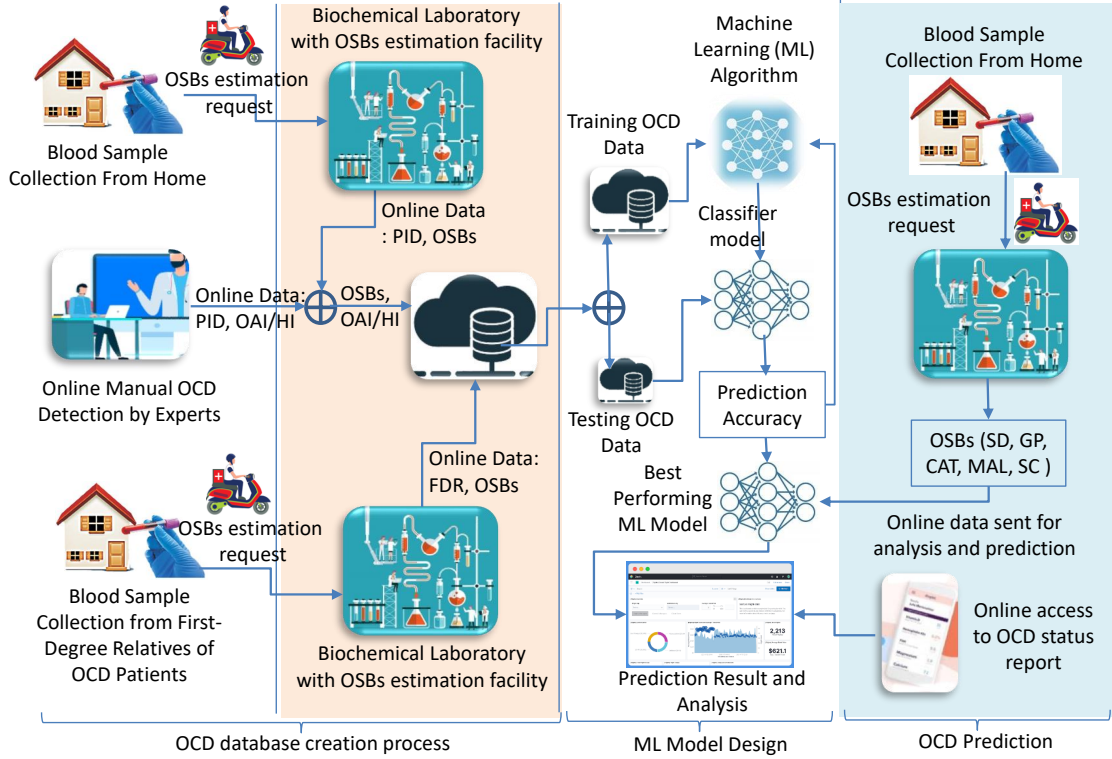 Biochemical Laboratory
with OSBs estimation facility
OSBs estimation
request
Blood Sample
Collection From Home
Online Data
: PID, OSBs
Online Data:
PID, OAI/HI
OSBs,
OAI/HI
Online Manual OCD
Detection by Experts
Online Data:
FDR, OSBs
OSBs estimation
request
Blood Sample
Collection from First-
Degree Relatives of
OCD Patients
Biochemical Laboratory
with OSBs estimation facility
OCD database creation process
Machine
Learning (ML)
Algorithm
Training OCD
Data
Classifier
model
Testing OCD
Data
Prediction
Accuracy
Best
Performing
ML Model
2,213
$621.1
Prediction Result and
Analysis
ML Model Design
Blood Sample
Collection From Home
OSBs estimation
request
OSBs (SD, GP,
CAT, MAL, SC )
Online data sent for
analysis and prediction
Online access
to OCD status
report
OCD Prediction